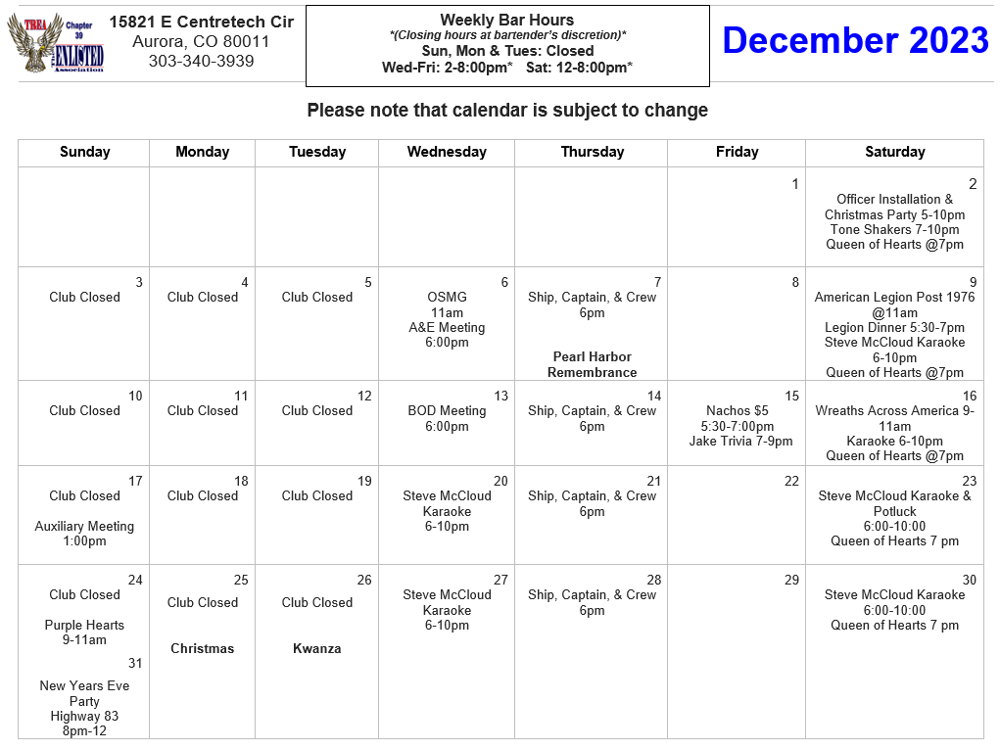 TREA Chapter
39
THE ENLISTED
Association
15821 E Centretech Cir
Aurora, CO 80011
303-340-3939
Weekly Bar Hours
*(Closing hours at bartender's discretion)*
Sun, Mon & Tues: Closed
Wed-Fri: 2-8:00pm* Sat: 12-8:00pm*
December 2023
Please note that calendar is subject to change
Sunday Monday Tuesday Wednesday Thursday Friday Saturday
1
2
Officer Installation &
Christmas Party 5-10pm
Tone Shakers 7-10pm
Queen of Hearts @7pm
3
Club Closed
4
Club Closed
5
Club Closed
6
OSMG
11am
A&E Meeting
6:00pm
7
Ship, Captain, & Crew
6pm
Pearl Harbor
Remembrance
8
9
American Legion Post 1976
@11am
Legion Dinner 5:30-7pm
Steve McCloud Karaoke
6-10pm
Queen of Hearts @7pm
10
Club Closed
11
Club Closed
12
Club Closed
13
BOD Meeting
6:00pm
14
Ship, Captain, & Crew
6pm
15
Nachos $5
5:30-7:00pm
Jake Trivia 7-9pm
16
Wreaths Across America 9-
11am
Karaoke 6-10pm
Queen of Hearts @7pm
17
Club Closed
Auxiliary Meeting
1:00pm
18
Club Closed
19
Club Closed
20
Steve McCloud
Karaoke
6-10pm
21
Ship, Captain, & Crew
6pm
22
23
Steve McCloud Karaoke &
Potluck
6:00-10:00
Queen of Hearts 7 pm
24
Club Closed
Purple Hearts
9-11am
31
New Years Eve
Party
Highway 83
8pm-12
25
Club Closed
Christmas
26
Club Closed
Kwanza
27
Steve McCloud
Karaoke
6-10pm
28
Ship, Captain, & Crew
6pm
29
30
Steve McCloud Karaoke
6:00-10:00
Queen of Hearts 7 pm